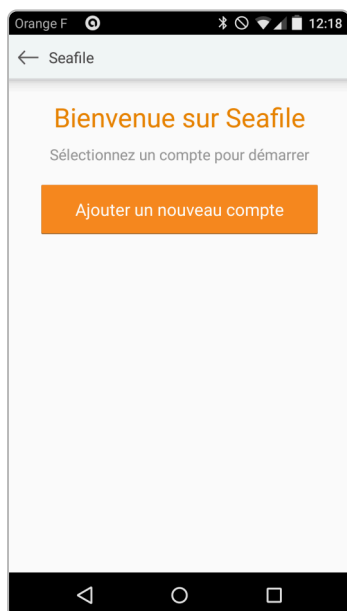 Orange F 12:18
Seafile
Bienvenue sur Seafile
Sélectionnez un compte pour démarrer
Ajouter un nouveau compte